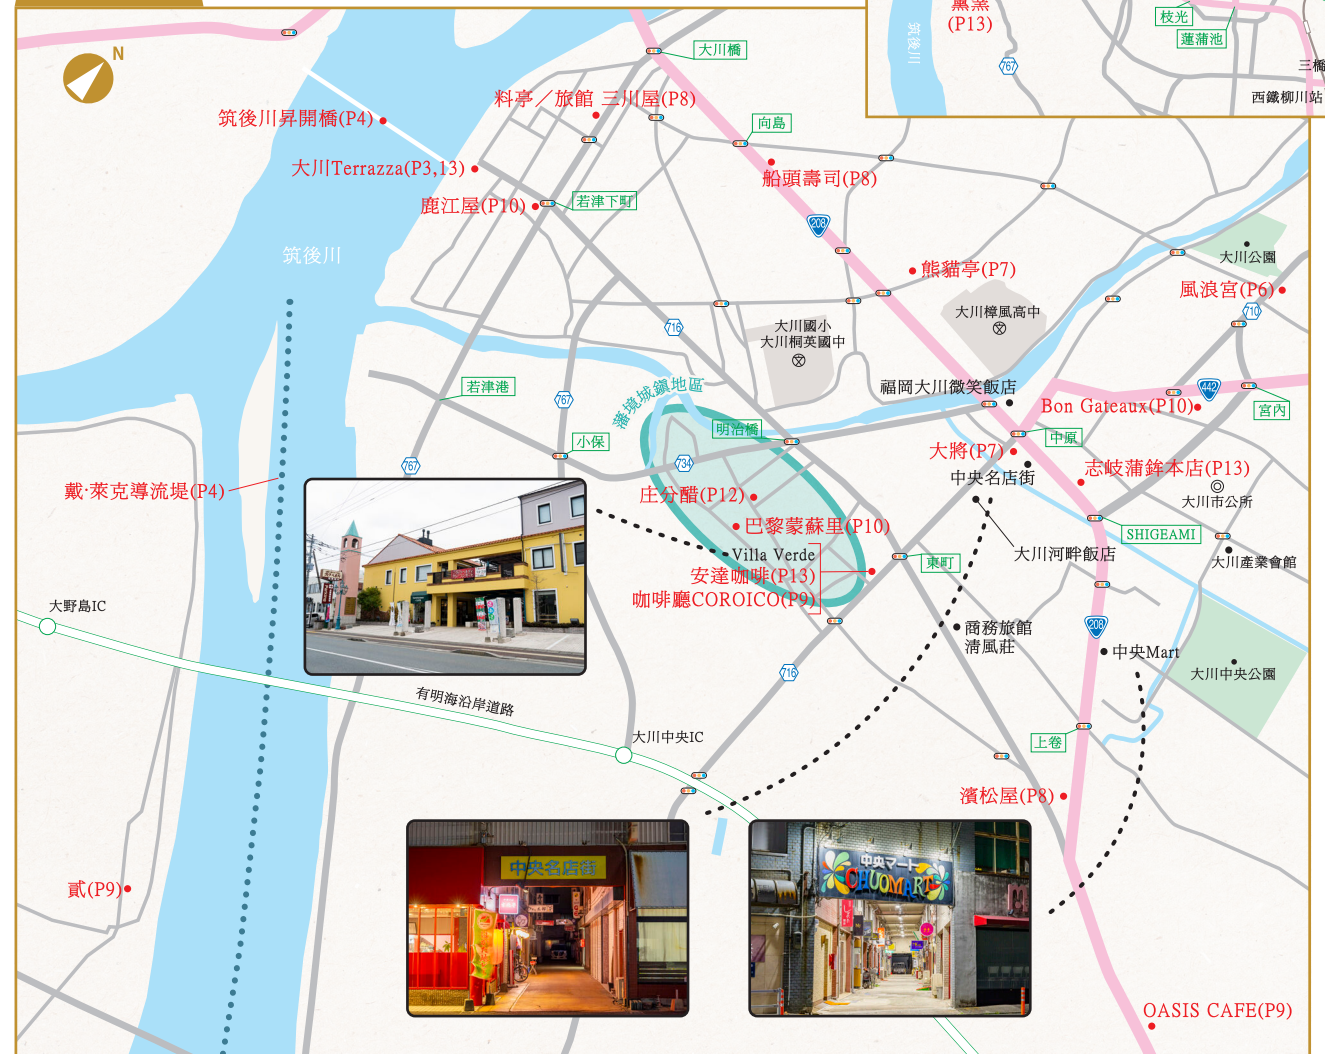 N
大川橋
料亭／旅館 三川屋(P8)
筑後川昇開橋(P4)
大川Terrazza(P3,13)
鹿江屋(P10)
若津下町
向島
船頭壽司(P8)
208
筑後川
薫窯
(P13)
筑後川
767
枝光
蓮蒲池
三橋
西鐵柳川站
大川公園
風浪宮(P6)
710
熊貓亭(P7)
大川樟風高中
文
716
大川國小
大川桐英國中
文
福岡大川微笑飯店
442
Bon Gateaux(P10)
宮內
若津港
767
藩境城鎮地區
明治橋
小保
767
734
中原
大將(P7)
中央名店街
志岐蒲鉾本店(P13)
大川市公所
戴·萊克導流堤(P4)
庄分醋(P12)
巴黎蒙蘇里(P10)
Villa Verde
安達咖啡(P13)
咖啡廳COROICO(P9)
SHIGEAMI
大川河畔飯店
東町
大川產業會館
大野島IC
商務旅館
清風莊
208
中央Mart
大川中央公園
716
有明海沿岸道路
大川中央IC
上巻
濱松屋(P8)
貳(P9)
中央名店街
中央マート
CHUOMART
OASIS CAFE(P9)